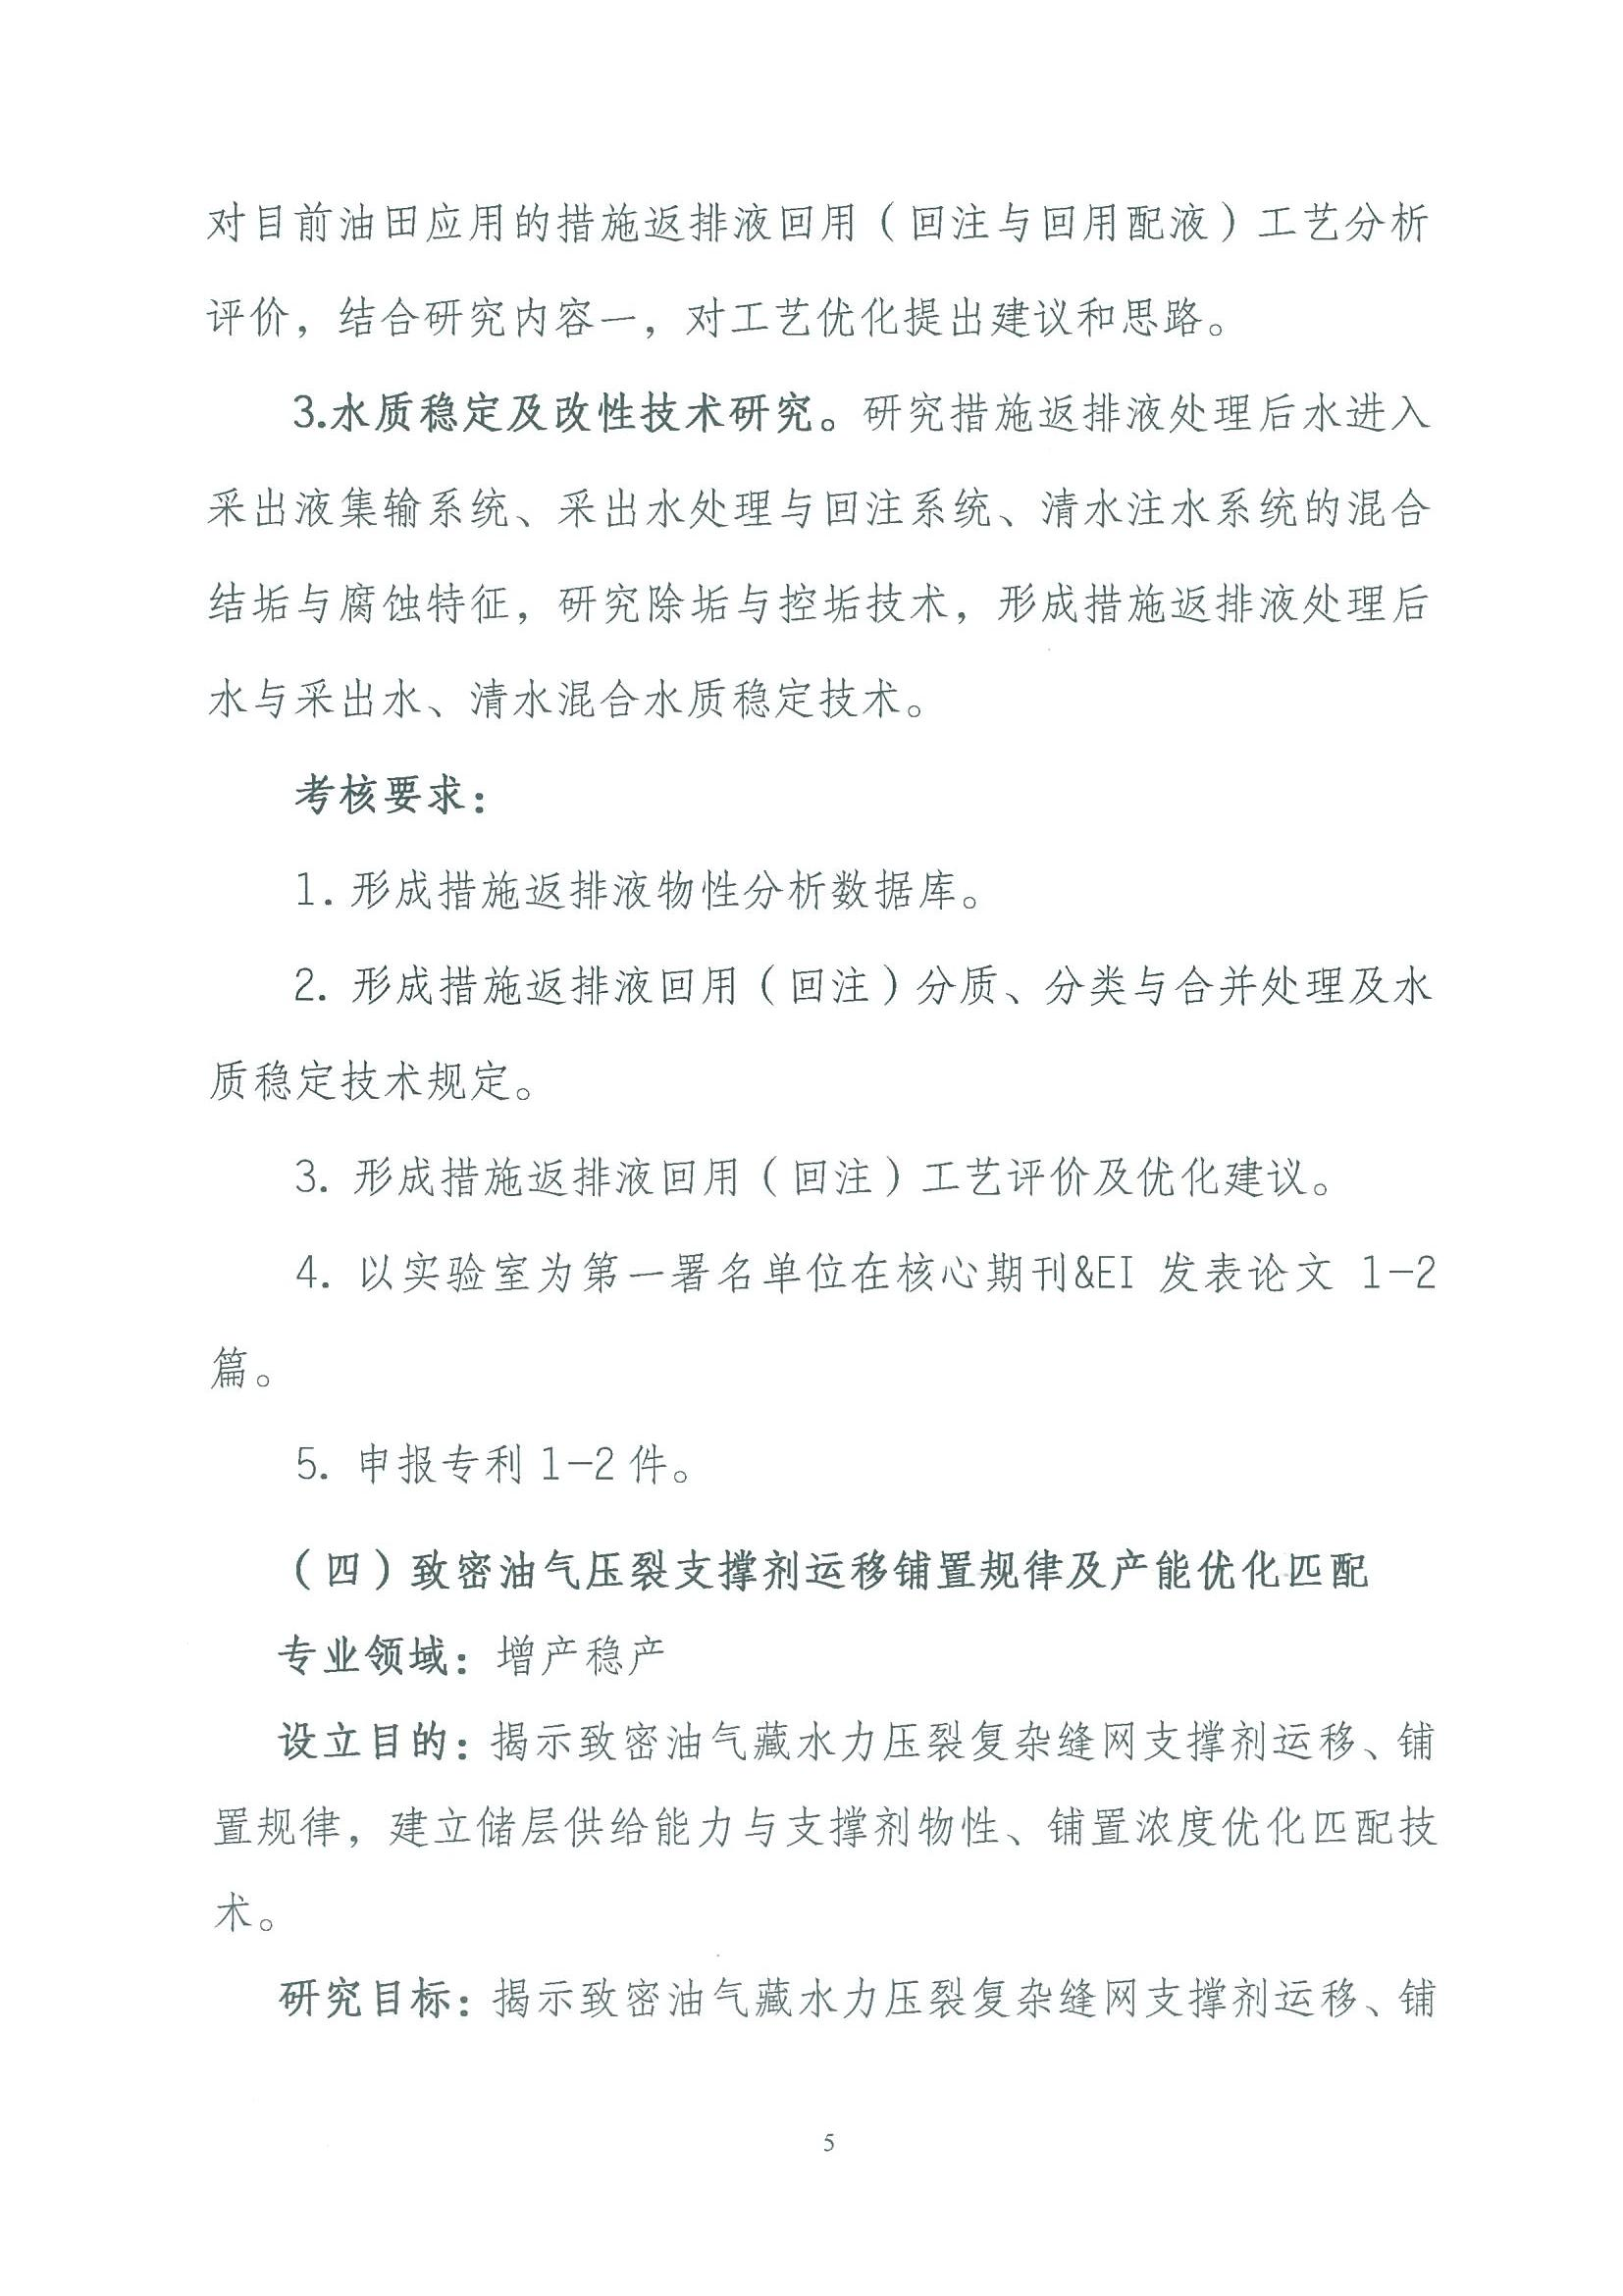 对目前油田应用的措施返排液回用（回注与回用配液）工艺分析
评价，结合研究内容一，对工艺优化提出建议和思路。
3.水质稳定及改性技术研究。研究措施返排液处理后水进入
采出液集输系统、采出水处理与回注系统、清水注水系统的混合
结垢与腐蚀特征，研究除垢与控垢技术，形成措施返排液处理后
水与采出水、清水混合水质稳定技术。
考核要求：
1. 形成措施返排液物性分析数据库。
2. 形成措施返排液回用（回注）分质、分类与合并处理及水
质稳定技术规定。
3. 形成措施返排液回用（回注）工艺评价及优化建议。
4. 以实验室为第一署名单位在核心期刊&EI 发表论文 1-2
篇。
5. 申报专利 1-2 件。
（四）致密油气压裂支撑剂运移铺置规律及产能优化匹配
专业领域：增产稳产
设立目的：揭示致密油气藏水力压裂复杂缝网支撑剂运移、铺
置规律，建立储层供给能力与支撑剂物性、铺置浓度优化匹配技
术。
研究目标：揭示致密油气藏水力压裂复杂缝网支撑剂运移、铺
5